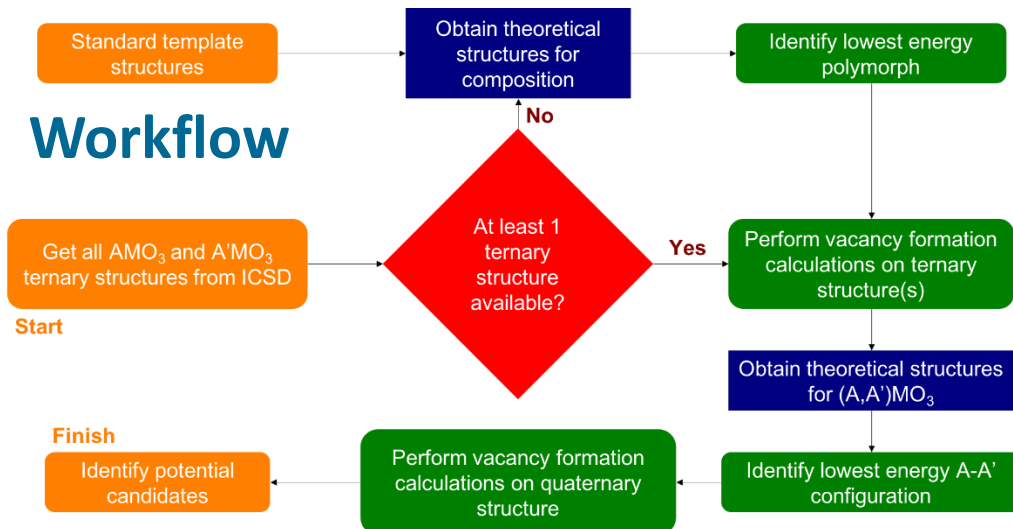 Standard template
structures
Obtain theoretical
structures for
composition
Identify lowest energy
polymorph
Workflow
No
Get all AMO₃ and A’MO₃
ternary structures from ICSD
Start
At least 1
ternary
structure
available?
Yes
Perform vacancy formation
calculations on ternary
structure(s)
Obtain theoretical structures
for (A,A’)MO₃
Identify lowest energy A-A’
configuration
Perform vacancy formation
calculations on quaternary
structure
Finish
Identify potential
candidates